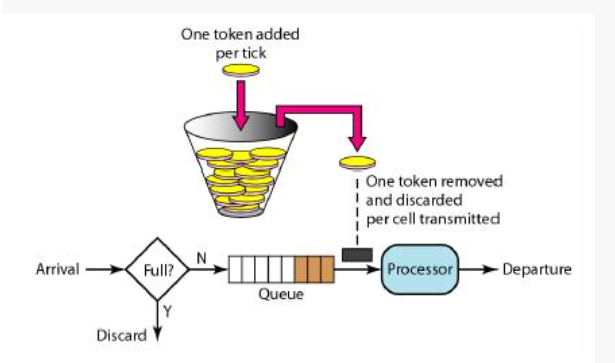 One token added
per tick
One token removed
and discarded
per cell transmitted
Arrival
Full?
N
Queue
Processor
Departure
Y
Discard